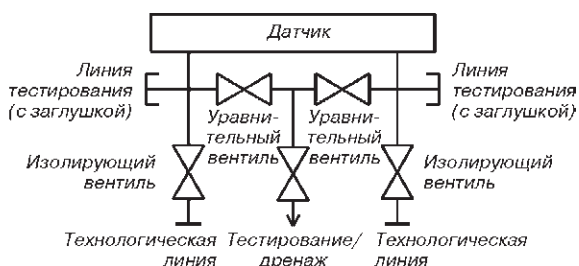 Датчик
Линия
тестирования
(с заглушкой)
Линия
тестирования
(с заглушкой)
Уравни-
тельный
вентиль
Уравни-
тельный
вентиль
Изолирующий
вентиль
Изолирующий
вентиль
Технологическая
линия
Тестирование/
дренаж
Технологическая
линия